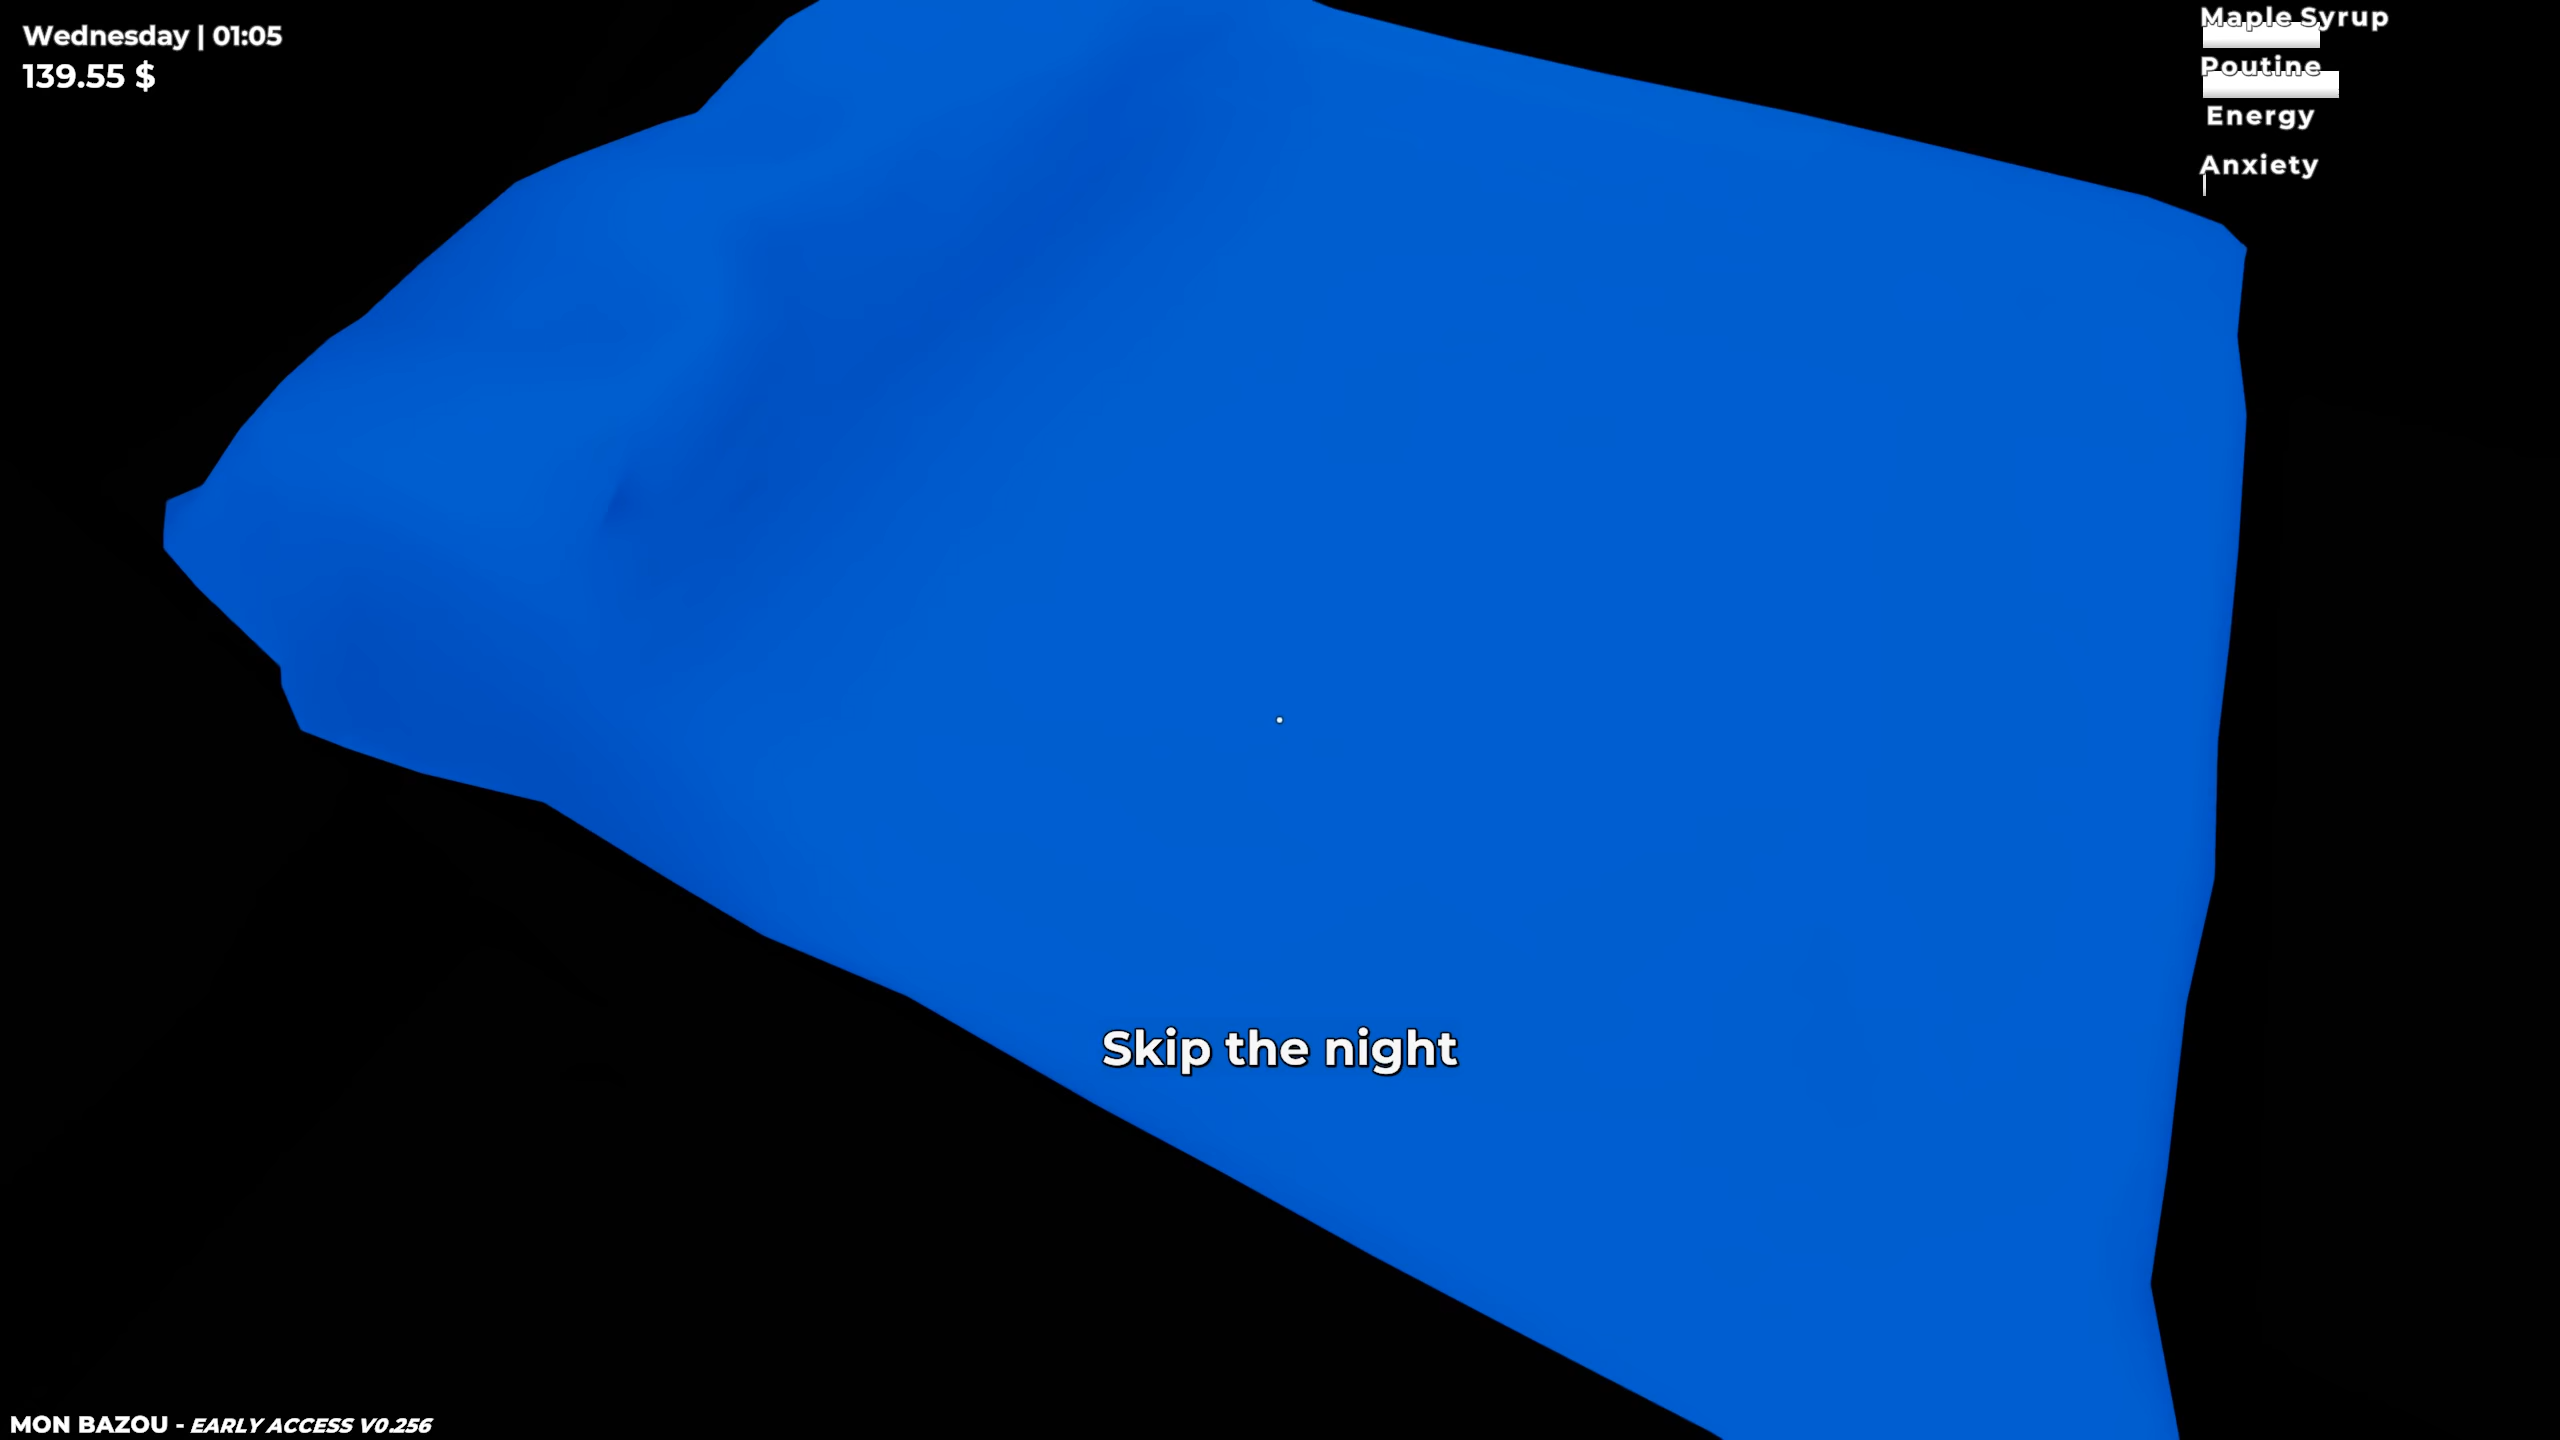 Wednesday | 01:05
139.55 $
Maple Syrup
Poutine
Energy
Anxiety
Skip the night
MON BAZOU - EARLY ACCESS V0.256